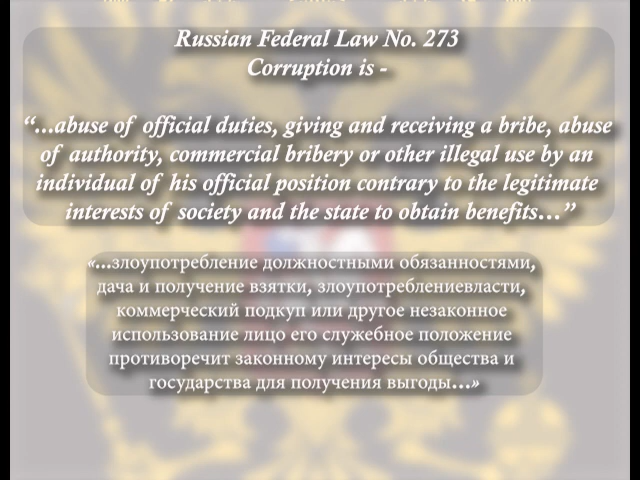 Russian Federal Law No. 273
Corruption is -
“...abuse of official duties, giving and receiving a bribe, abuse
of authority, commercial bribery or other illegal use by an
individual of his official position contrary to the legitimate
interests of society and the state to obtain benefits…”
«...злоупотребление должностными обязанностями,
дача и получение взятки, злоупотреблениевласти,
коммерческий подкуп или другое незаконное
использование лицо его служебное положение
противоречит законному интересы общества и
государства для получения выгоды…»